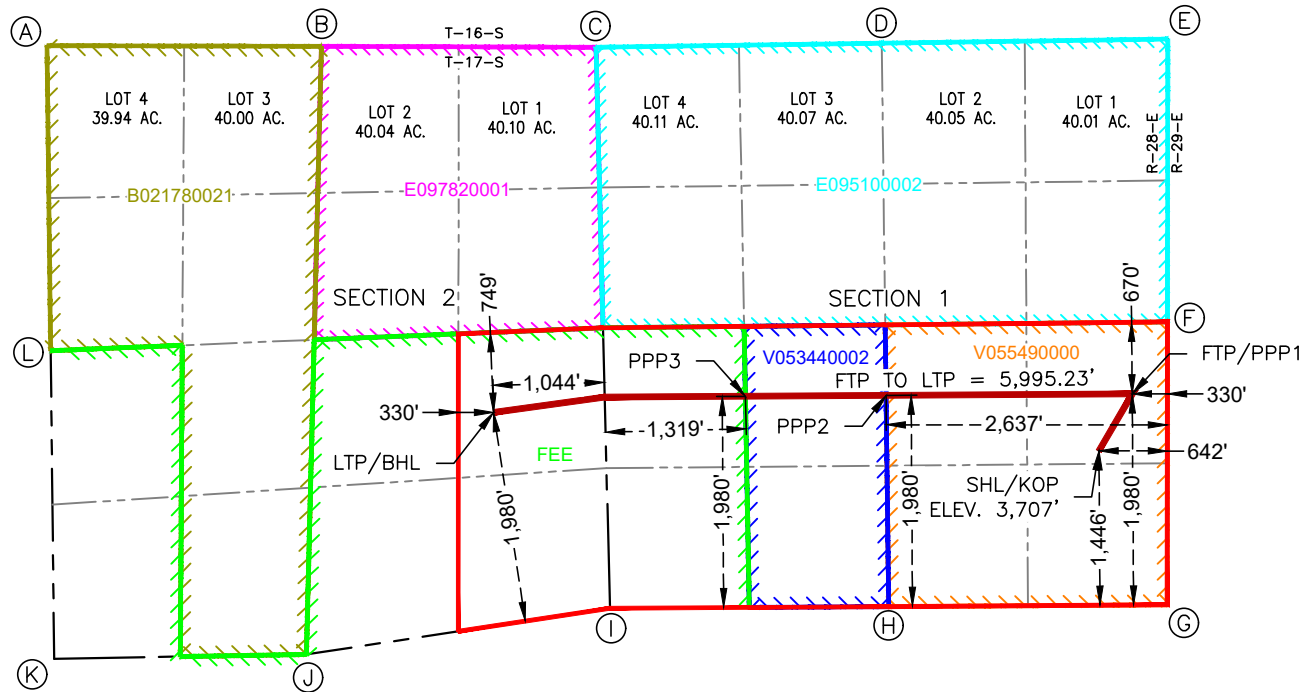 A
B
C
D
E
T-16-S
T-17-S
LOT 4
39.94 AC.
LOT 3
40.00 AC.
LOT 2
40.04 AC.
LOT 1
40.10 AC.
LOT 4
40.11 AC.
LOT 3
40.07 AC.
LOT 2
40.05 AC.
LOT 1
40.01 AC.
R-28-E
R-29-E
B021780021
E097820001
E095100002
SECTION 2
749'
SECTION 1
670'
F
L
PPP3
V053440002
V055490000
FTP/PPP1
FTP TO LTP = 5,995.23'
1,044'
330'
330'
1,319'
PPP2
2,637'
LTP/BHL
FEE
642'
SHL/KOP
ELEV. 3,707'
1,980'
1,980'
1,980'
1,446'
1,980'
K
J
I
H
G